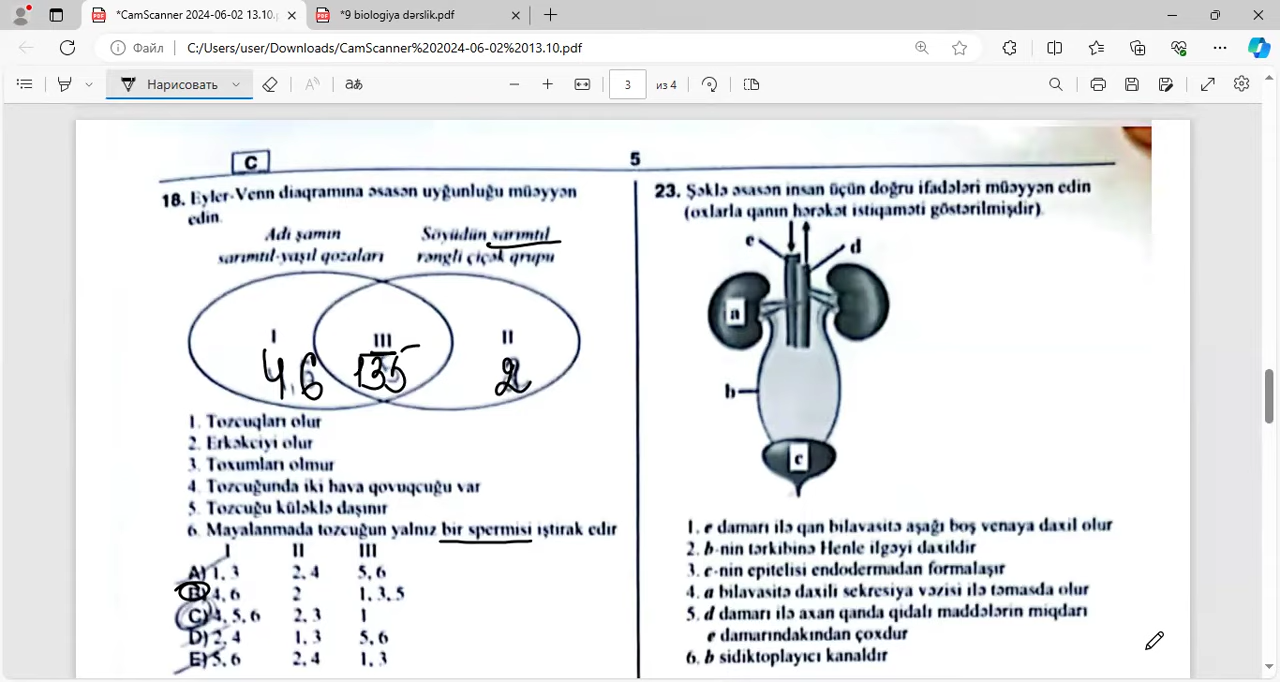 *CamScanner 2024-06-02 13.10.
*9 biologiya dərslik.pdf
Файл
C:/Users/user/Downloads/CamScanner%202024-06-02%2013.10.pdf
Нарисовать
аあ
3 из 4
C
5
18. Eyler-Venn diaqramına əsasən uyğunluğu müəyyən
edin.
Adi şamın
sarımtıl-yaşıl qozaları
Söyüdün sarımtıl
rəngli çiçək qrupu
I
III
II
4,6
135
2
1. Tozcuqları olur
2. Erkəkciyi olur
3. Toxumları olmur
4. Tozcuğunda iki hava qovuqcuğu var
5. Tozcuğu küləklə daşınır
6. Mayalanmada tozcuğun yalnız bir spermisi iştirak edir
I II III
A) 1, 3 2, 4 5, 6
B) 4, 6 2 1, 3, 5
C) 4, 5, 6 2, 3 1
D) 2, 4 1, 3 5, 6
E) 5, 6 2, 4 1, 3
23. Şəklə əsasən insan üçün doğru ifadələri müəyyən edin
(oxlarla qanın hərəkət istiqaməti göstərilmişdir).
e
d
a
b
c
1. e damarı ilə qan bilavasitə aşağı boş venaya daxil olur
2. b-nin tərkibinə Henle ilgəyi daxildir
3. c-nin epitelisi endodermadan formalaşır
4. a bilavasitə daxili sekresiya vəzisi ilə təmasda olur
5. d damarı ilə axan qanda qidalı maddələrin miqdarı
e damarındakından çoxdur
6. b sidiktoplayıcı kanaldır